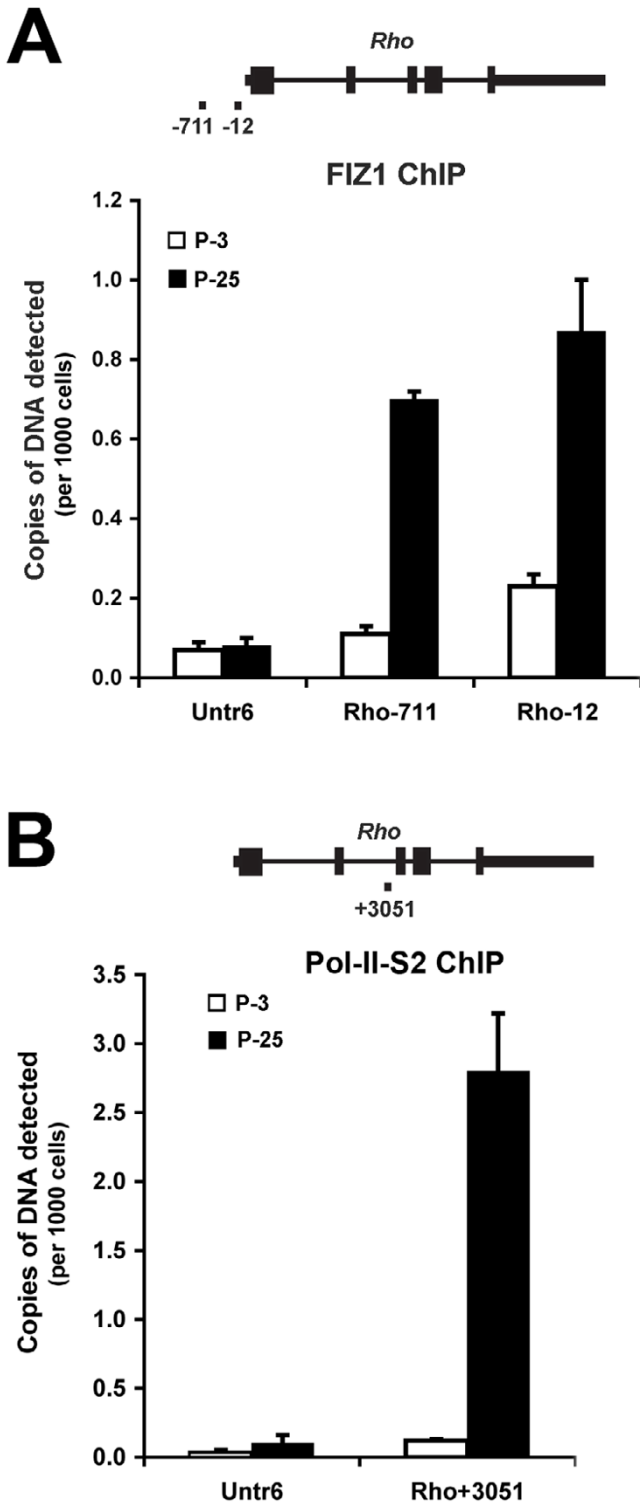 A
Rho
-711 -12
FIZ1 ChIP
1.2
1.0
0.8
0.6
0.4
0.2
0.0
P-3
P-25
Copies of DNA detected
(per 1000 cells)
Untr6 Rho-711 Rho-12
B
Rho
+3051
Pol-II-S2 ChIP
3.5
3.0
2.5
2.0
1.5
1.0
0.5
0.0
P-3
P-25
Copies of DNA detected
(per 1000 cells)
Untr6 Rho+3051